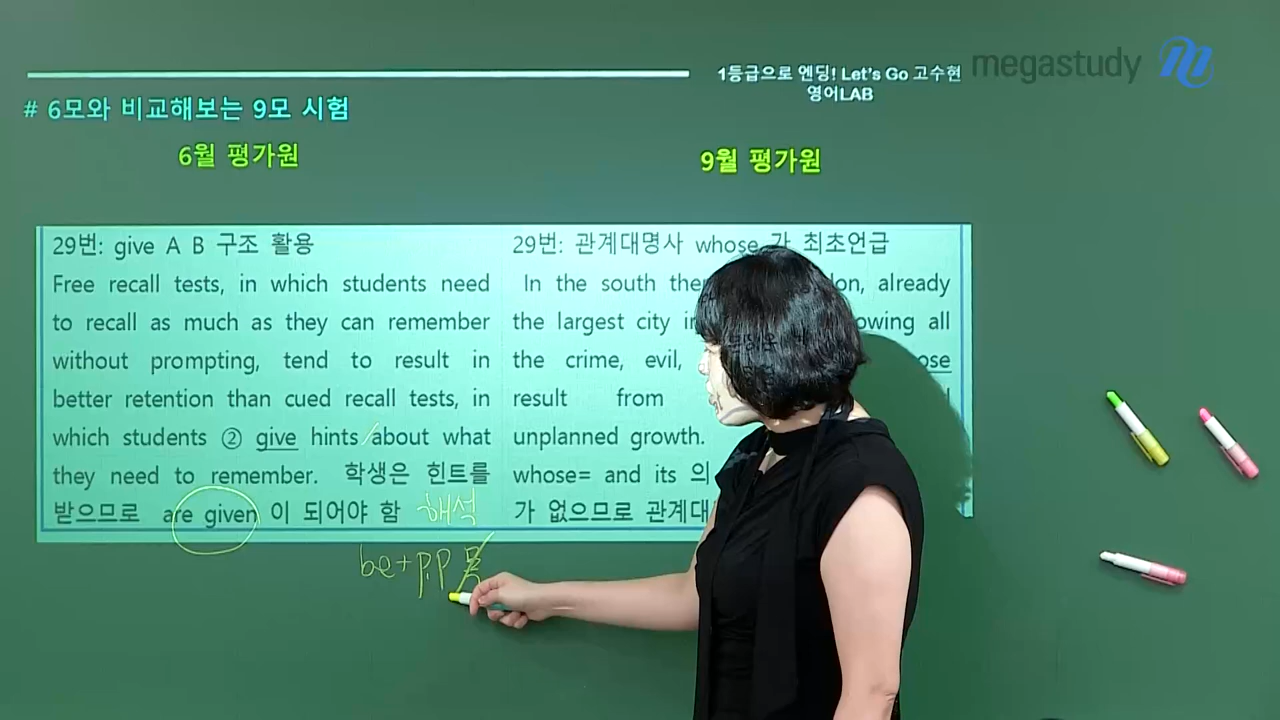 megastudy
1등급으로 엔딩! Let's Go 고수현
영어LAB
# 6모와 비교해보는 9모 시험
6월 평가원
9월 평가원
29번: give A B 구조 활용
Free recall tests, in which students need
to recall as much as they can remember
without prompting, tend to result in
better retention than cued recall tests, in
which students ② give hints about what
they need to remember. 학생은 힌트를
받으므로 are given 이 되어야 함
해석
be+p.p
29번: 관계대명사 whose 가 최초언급
In the south already
the largest city all
the crime, evil,
result from
unplanned growth.
whose= and its 의
가 없으므로